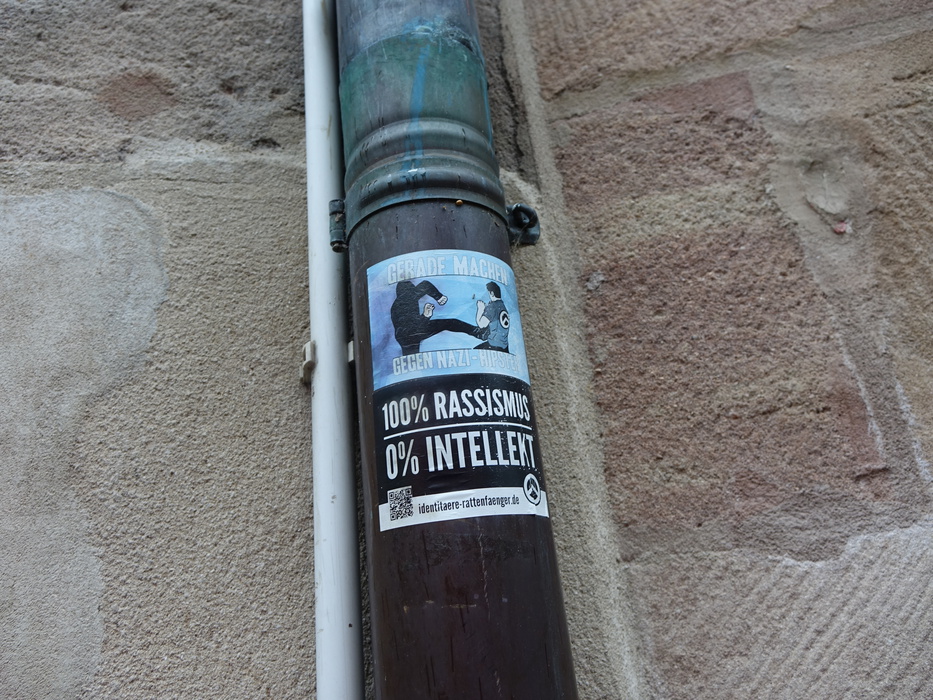 GERADE MACHEN
GEGEN NAZI-HIPSTER
100% RASSISMUS
0% INTELLEKT
identitaere-rattenfaenger.de